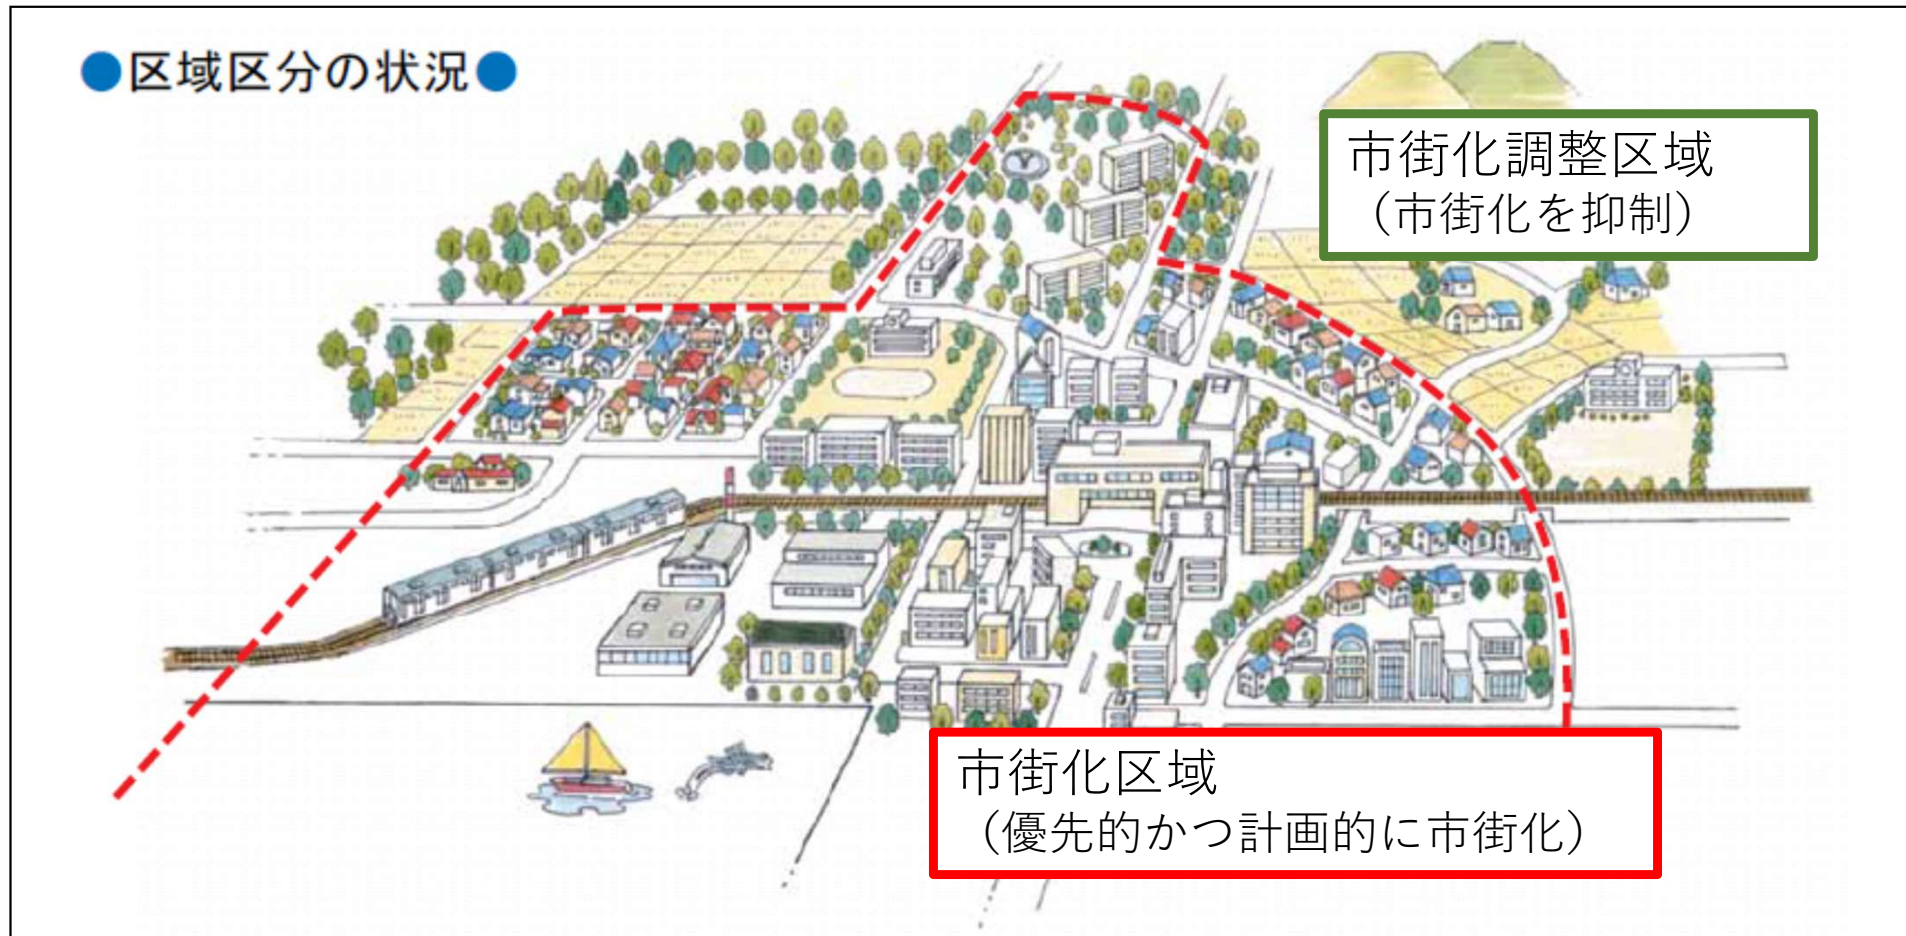 ●区域区分の状況●
市街化調整区域
（市街化を抑制）
市街化区域
（優先的かつ計画的に市街化）